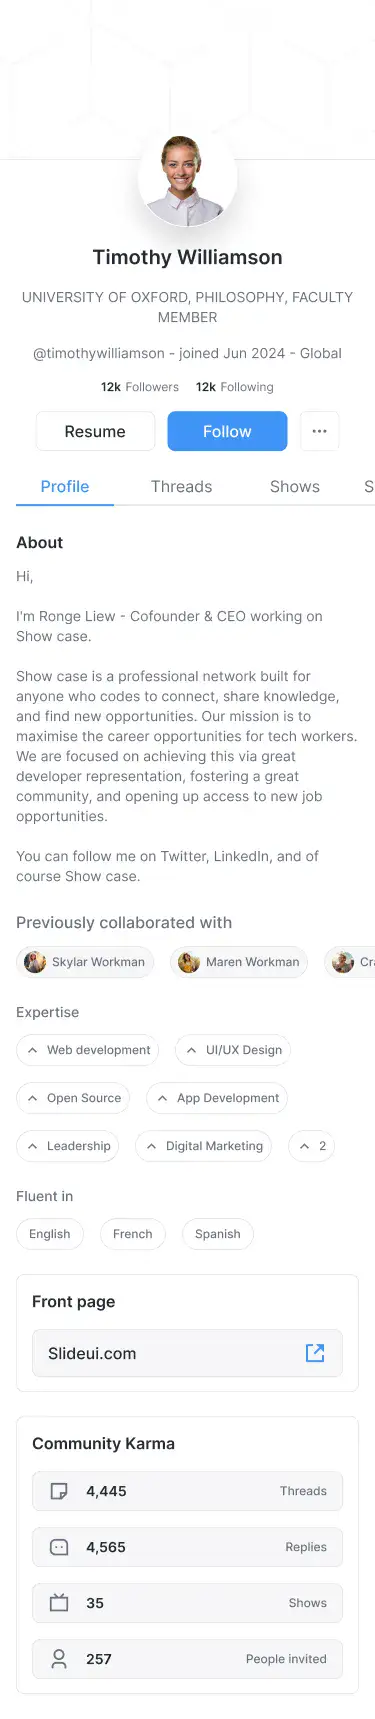 Timothy Williamson
UNIVERSITY OF OXFORD, PHILOSOPHY, FACULTY
MEMBER
@timothywilliamson - joined Jun 2024 - Global
12k Followers 12k Following
Resume Follow
Profile Threads Shows S
About
Hi,
I'm Ronge Liew - Cofounder & CEO working on
Show case.
Show case is a professional network built for
anyone who codes to connect, share knowledge,
and find new opportunities. Our mission is to
maximise the career opportunities for tech workers.
We are focused on achieving this via great
developer representation, fostering a great
community, and opening up access to new job
opportunities.
You can follow me on Twitter, LinkedIn, and of
course Show case.
Previously collaborated with
Skylar Workman Maren Workman Cra
Expertise
Web development UI/UX Design
Open Source App Development
Leadership Digital Marketing 2
Fluent in
English French Spanish
Front page
Slideui.com
Community Karma
4,445 Threads
4,565 Replies
35 Shows
257 People invited